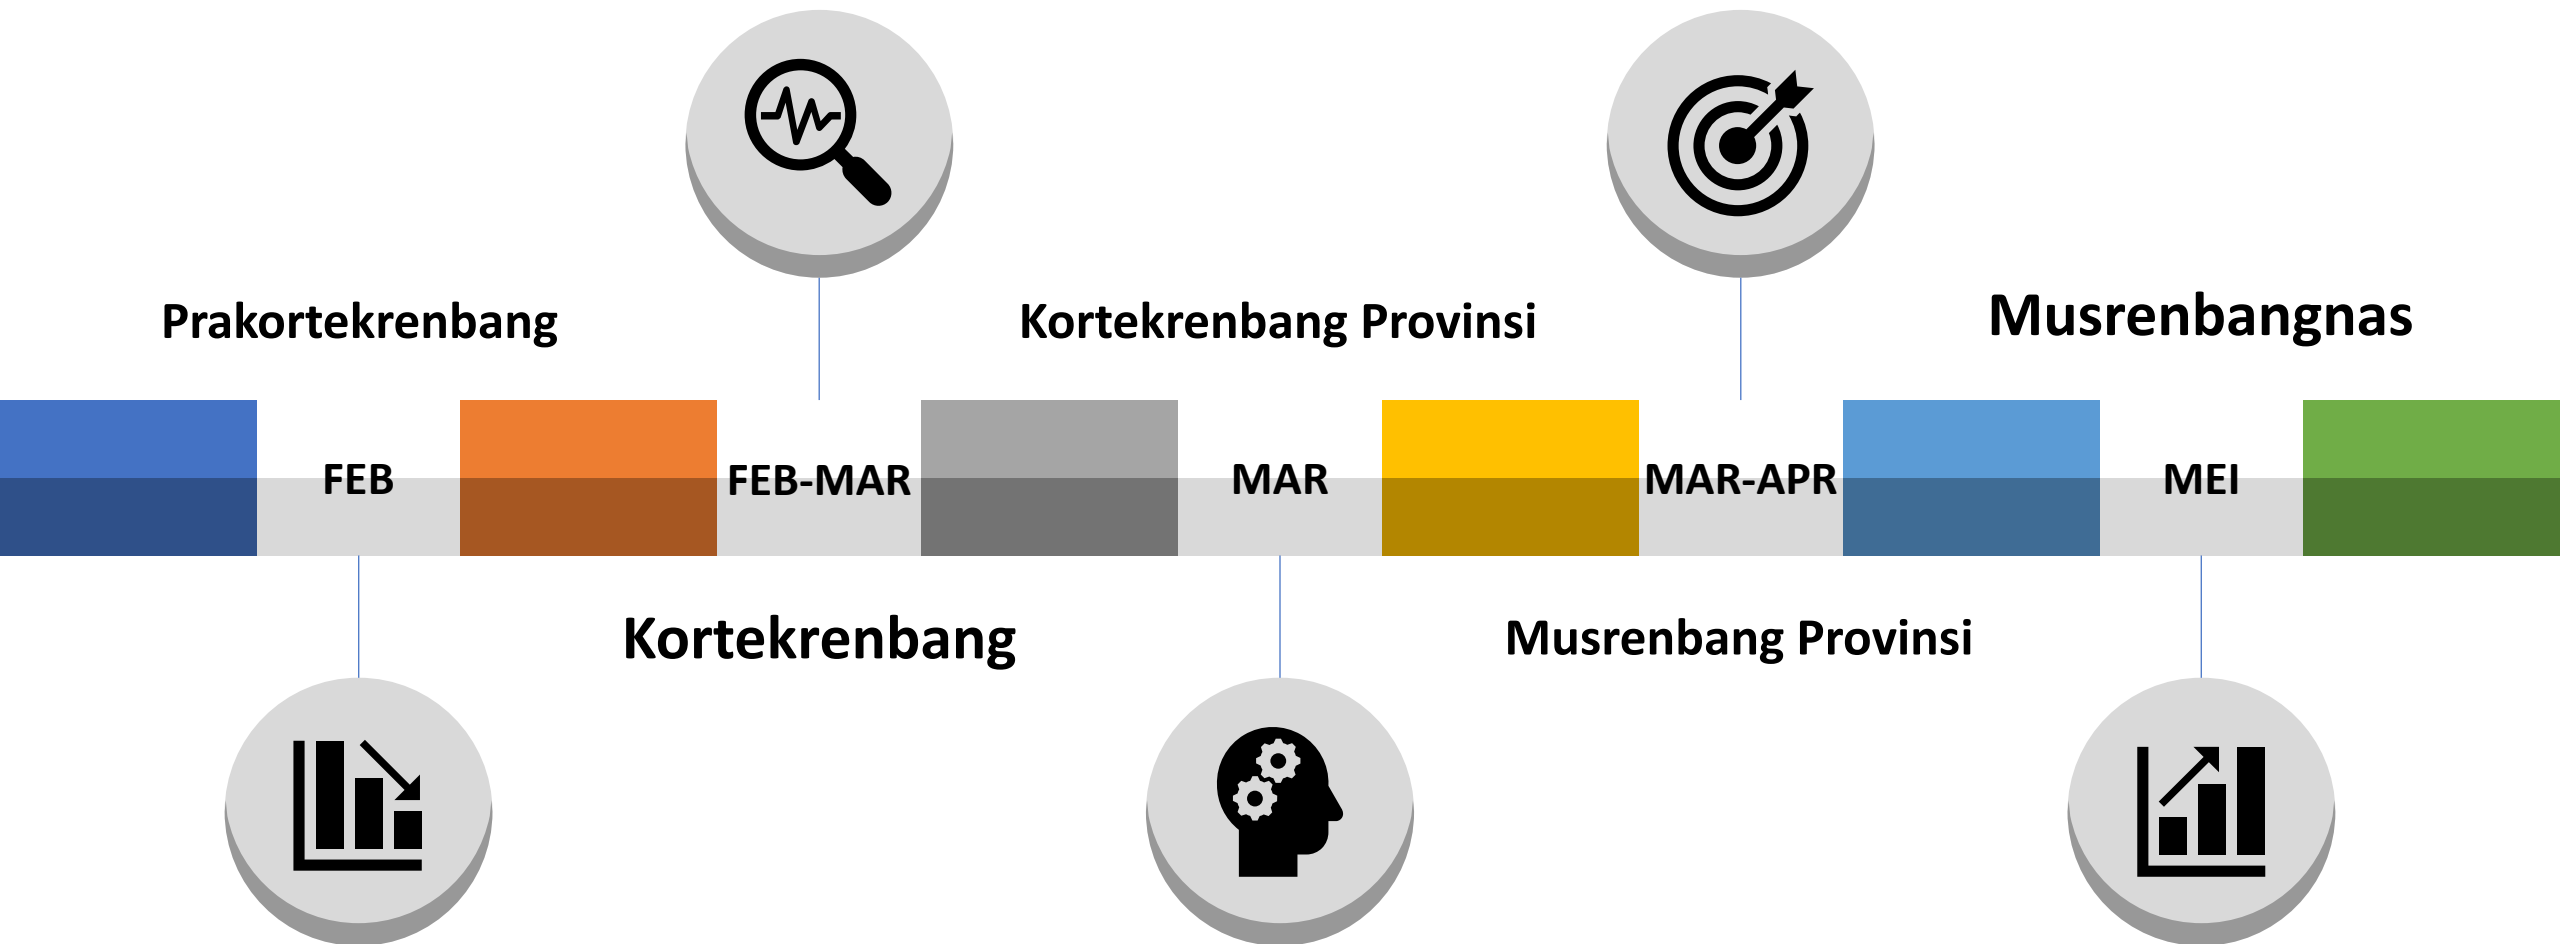 Prakortekrenbang
Kortekrenbang Provinsi
Musrenbangnas
FEB
FEB-MAR
MAR
MAR-APR
MEI
Kortekrenbang
Musrenbang Provinsi